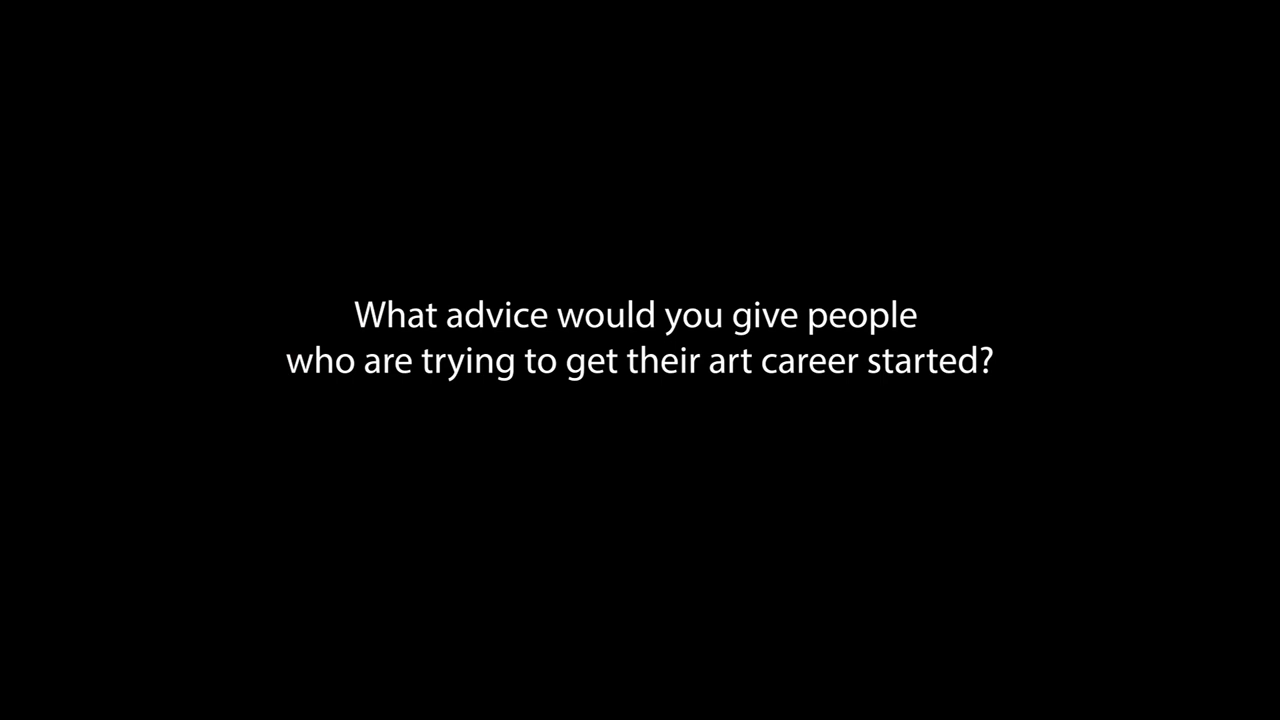 What advice would you give people
who are trying to get their art career started?